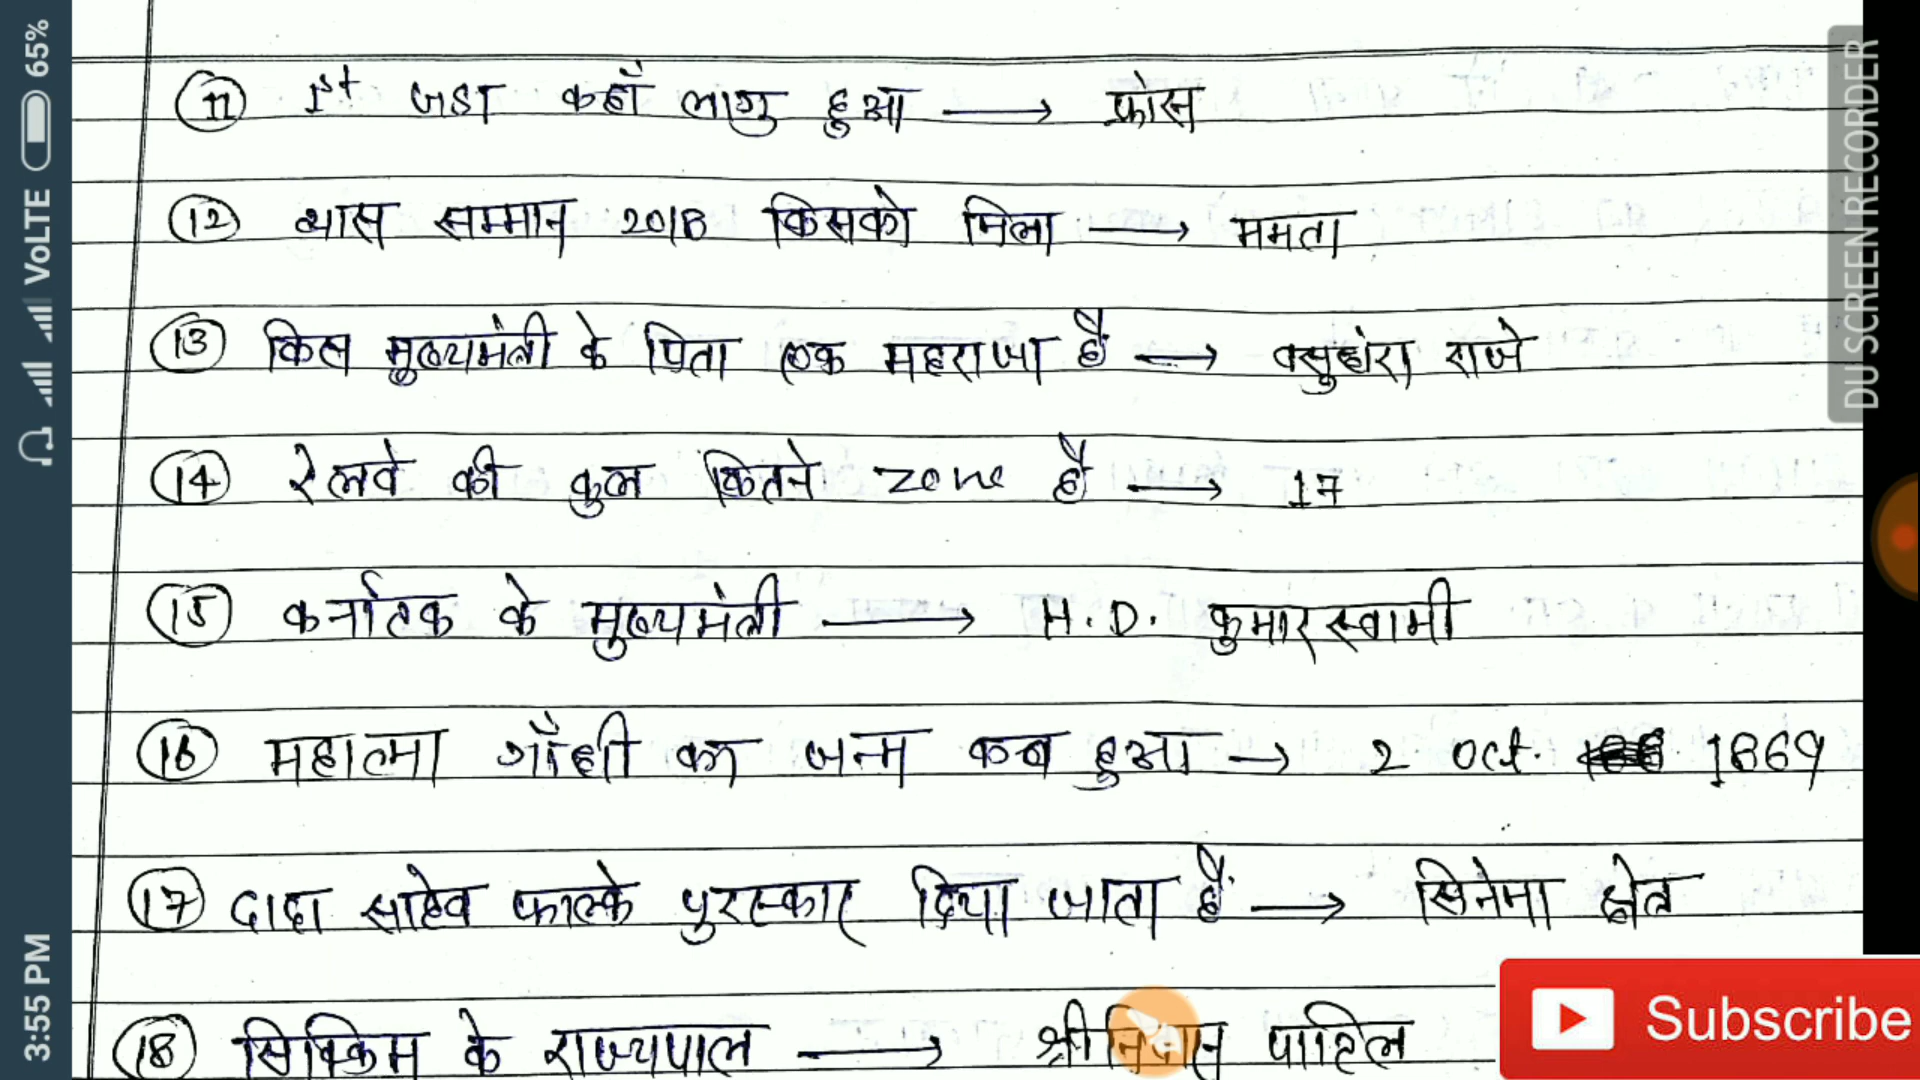 65%
VoLTE
3:55 PM
DU SCREEN RECORDER
11 1st GST कहाँ लागु हुआ → फ्रांस
12 व्यास सम्मान 2018 किसको मिला → ममता
13 किस मुख्यमंत्री के पिता एक महराजा है → वसुधंरा राजे
14 रेलवे की कुल कितने zone है → 17
15 कर्नाटक के मुख्यमंत्री → H.D. कुमारस्वामी
16 महात्मा गाँधी का जन्म कब हुआ → 2 Oct. 1869
17 दादा साहेब फाल्के पुरस्कार दिया जाता है → सिनेमा क्षेत्र
18 सिक्किम के राज्यपाल → पाटिल
Subscribe